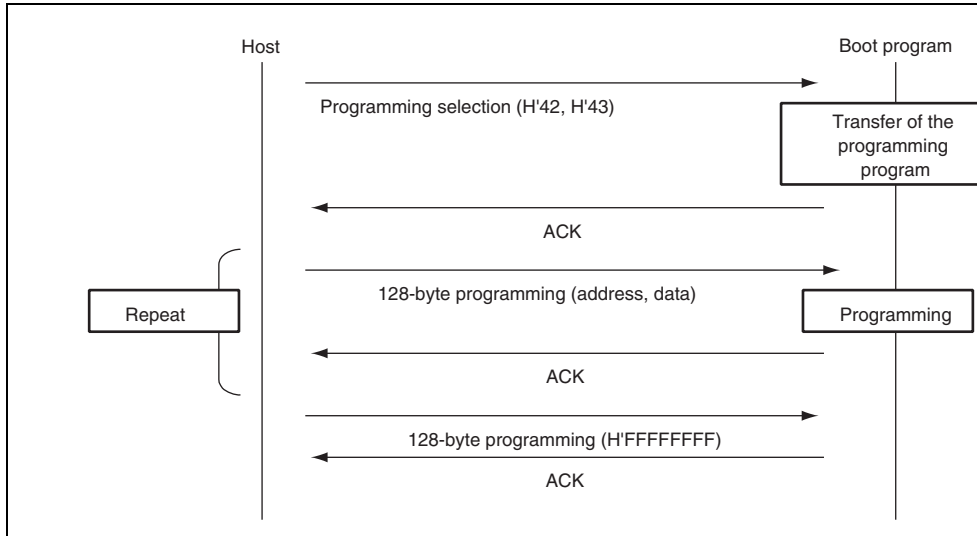 Host
Boot program
Programming selection (H'42, H'43)
Transfer of the
programming
program
ACK
128-byte programming (address, data)
Repeat
Programming
ACK
128-byte programming (H'FFFFFFFF)
ACK